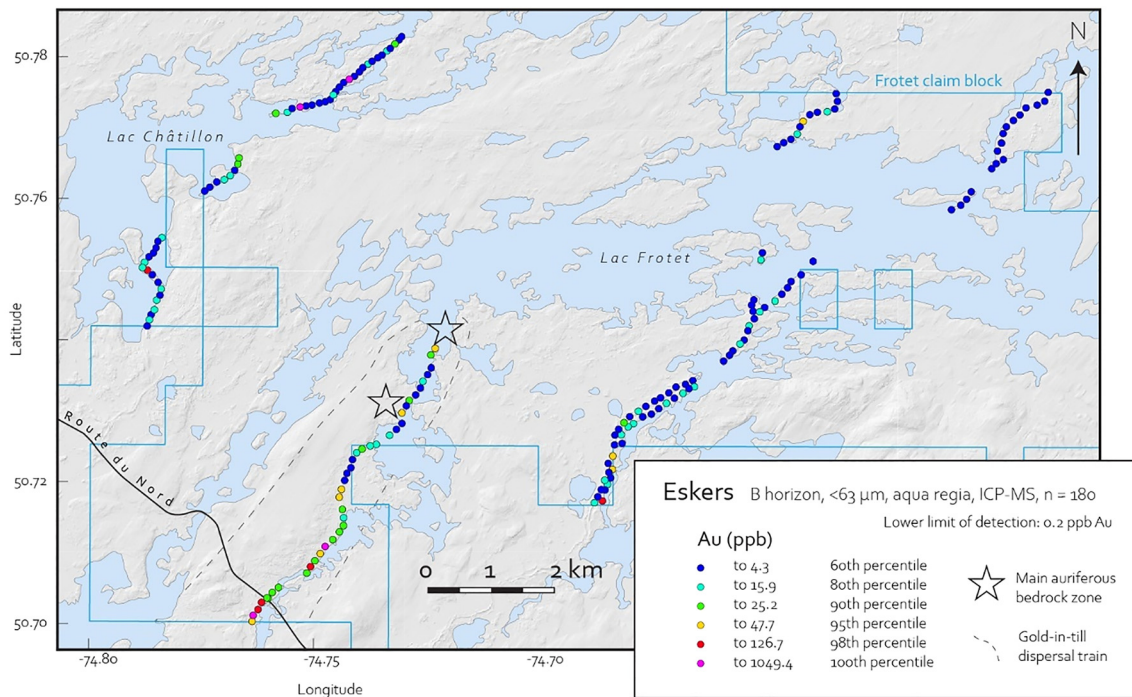 50.78
N
Frotet claim block
Lac Châtillon
50.76
Lac Frotet
Latitude
Route du Nord
50.72
0 1 2 km
50.70
-74.80
-74.75
-74.70
Longitude
Eskers B horizon, <63 µm, aqua regia, ICP-MS, n = 180
Lower limit of detection: 0.2 ppb Au
Au (ppb)
to 4.3 60th percentile
to 15.9 80th percentile
to 25.2 90th percentile
to 47.7 95th percentile
to 126.7 98th percentile
to 1049.4 100th percentile
Main auriferous
bedrock zone
Gold-in-till
dispersal train